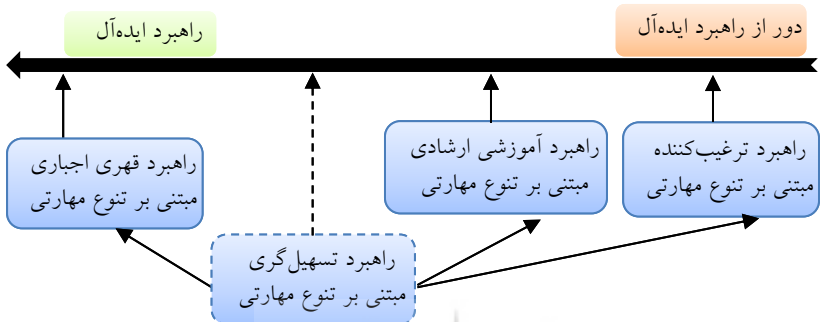 دور از راهبرد ایده‌آل
راهبرد ایده‌آل
راهبرد ترغیب‌کننده
مبتنی بر تنوع مهارتی
راهبرد آموزشی ارشادی
مبتنی بر تنوع مهارتی
راهبرد قهری اجباری
مبتنی بر تنوع مهارتی
راهبرد تسهیل‌گری
مبتنی بر تنوع مهارتی